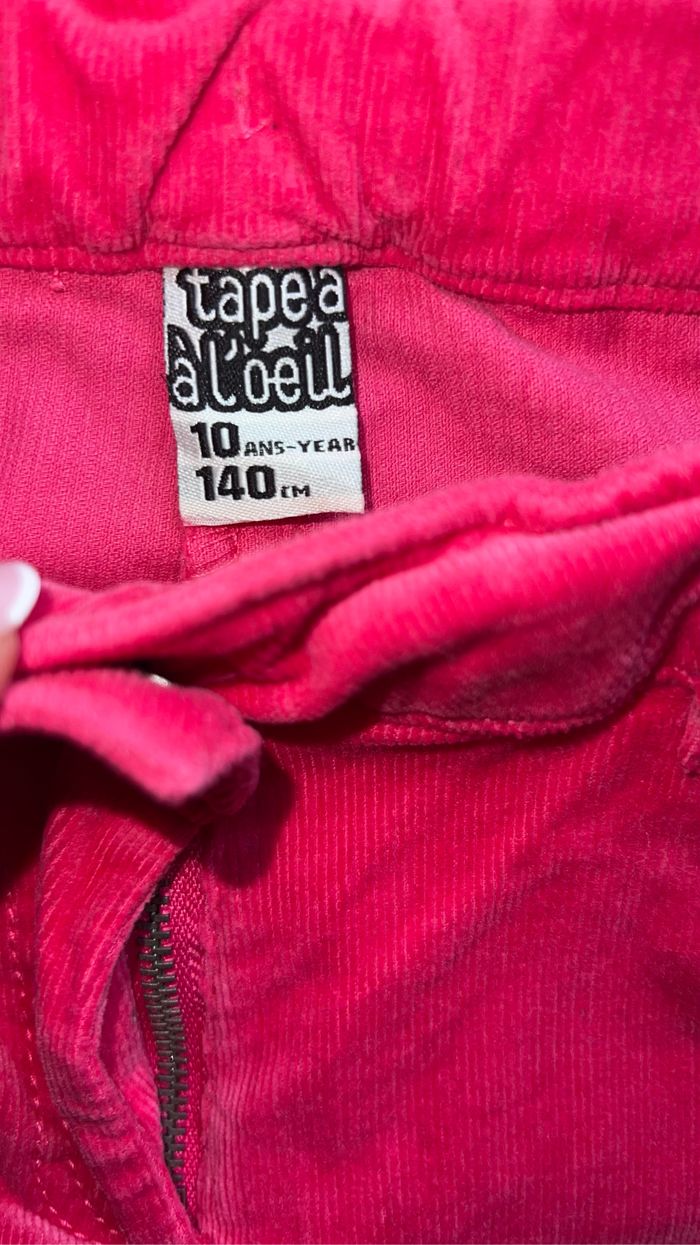 tape à
à l'oeil
10 ANS-YEAR
140 CM